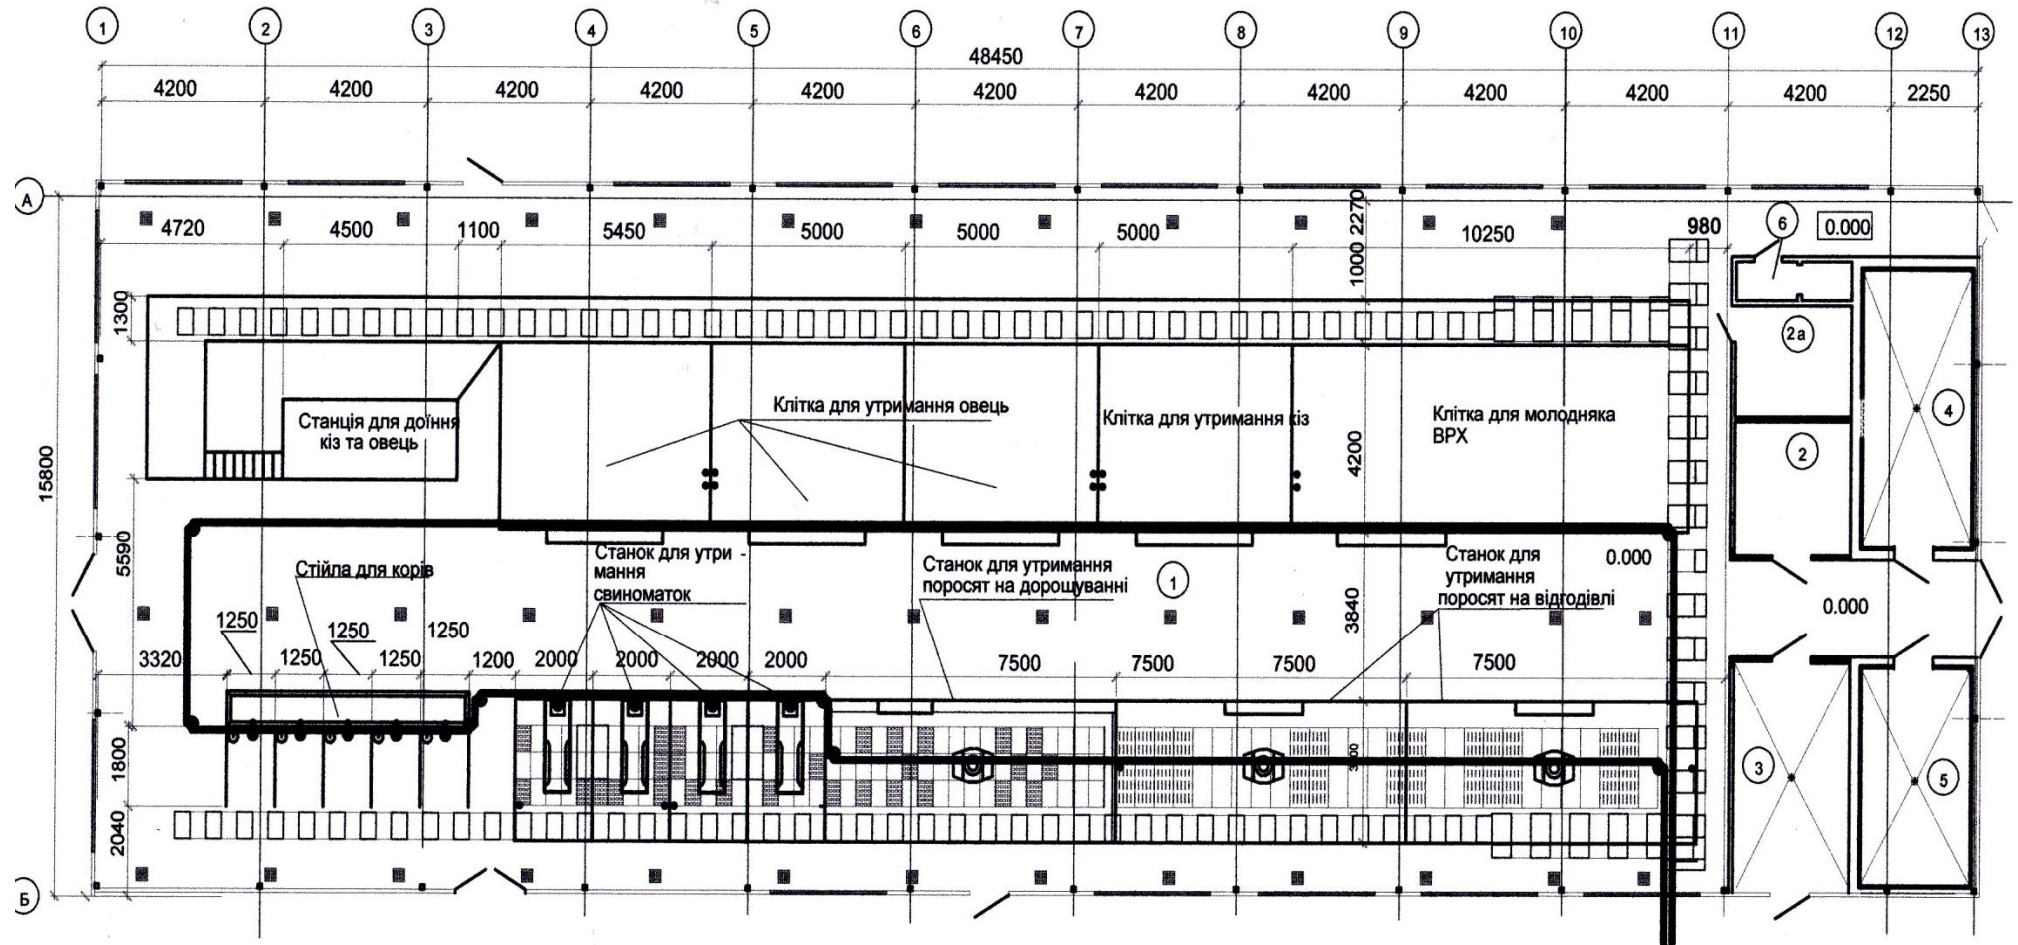 1 2 3 4 5 6 7 8 9 10 11 12 13
48450
4200 4200 4200 4200 4200 4200 4200 4200 4200 4200 4200 2250
А
4720 4500 1100 5450 5000 5000 5000 2270 10250 980 6 0.000
1000
1300
2а
Станція для доїння
кіз та овець
Клітка для утримання овець
Клітка для утримання кіз
Клітка для молодняка
ВРХ
4
4200
2
15800
5590
Стійла для корів
Станок для утри -
мання
свиноматок
Станок для утримання
поросят на дорощуванні
1
Станок для
утримання
поросят на відгодівлі
0.000
0.000
3840
1250 1250 1250
3320 1250 1250 1200 2000 2000 2000 2000 7500 7500 7500 7500
1800
3
5
2040
Б